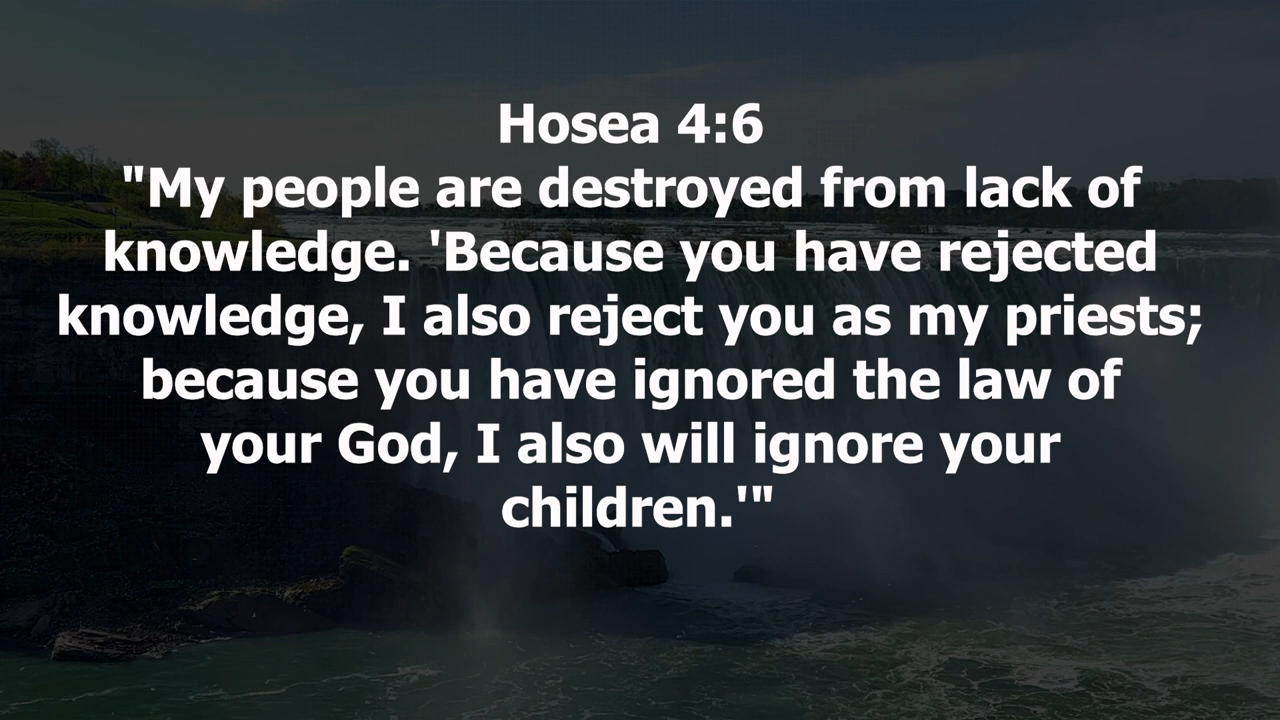 Hosea 4:6
"My people are destroyed from lack of
knowledge. 'Because you have rejected
knowledge, I also reject you as my priests;
because you have ignored the law of
your God, I also will ignore your
children.'"